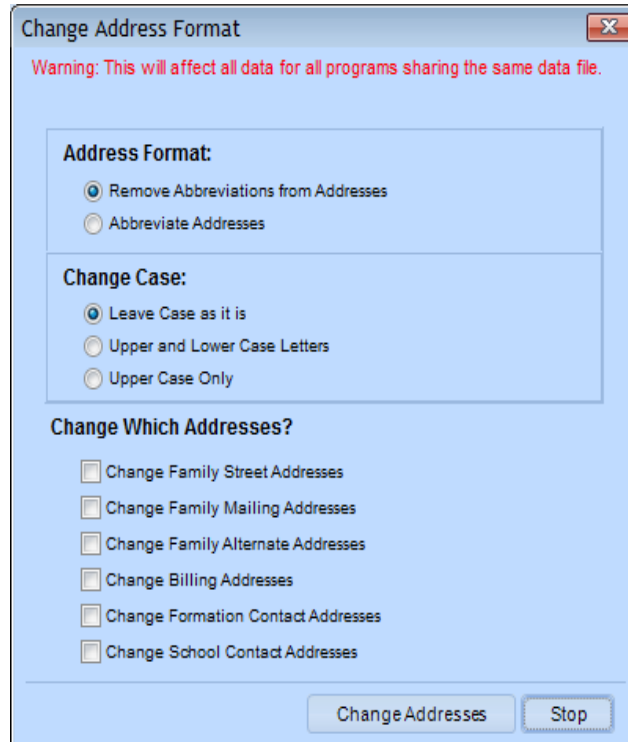 Change Address Format
Warning: This will affect all data for all programs sharing the same data file.
Address Format:
Remove Abbreviations from Addresses
Abbreviate Addresses
Change Case:
Leave Case as it is
Upper and Lower Case Letters
Upper Case Only
Change Which Addresses?
Change Family Street Addresses
Change Family Mailing Addresses
Change Family Alternate Addresses
Change Billing Addresses
Change Formation Contact Addresses
Change School Contact Addresses
Change Addresses Stop